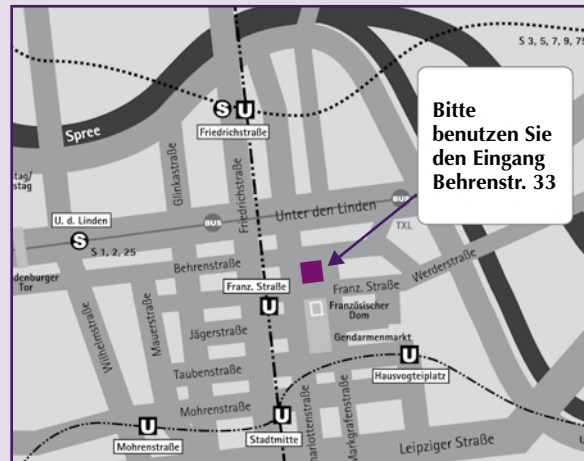 S 3, 5, 7, 9, 75
Bitte
benutzen Sie
den Eingang
Behrenstr. 33
Spree
S
U
Friedrichstraße
Glinkastraße
Friedrichstraße
U. d. Linden
BUS
Unter den Linden
BUS
TXL
S
S 1, 2, 25
Behrenstraße
Werderstraße
Tor
Franz. Straße
Franz. Straße
U
Französischer
Dom
Wilhelmstraße
Mauerstraße
Jägerstraße
Gendarmenmarkt
U
Taubenstraße
Hausvogteiplatz
Mohrenstraße
U
Mohrenstraße
U
Stadtmitte
Markgrafenstraße
Leipziger Straße